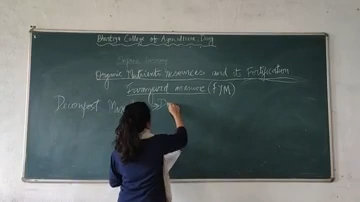 Bhartiya College of Agriculture, Durg
Organic Nutrients resources and its Fortification
Farmyard manure (FYM)
Decompost